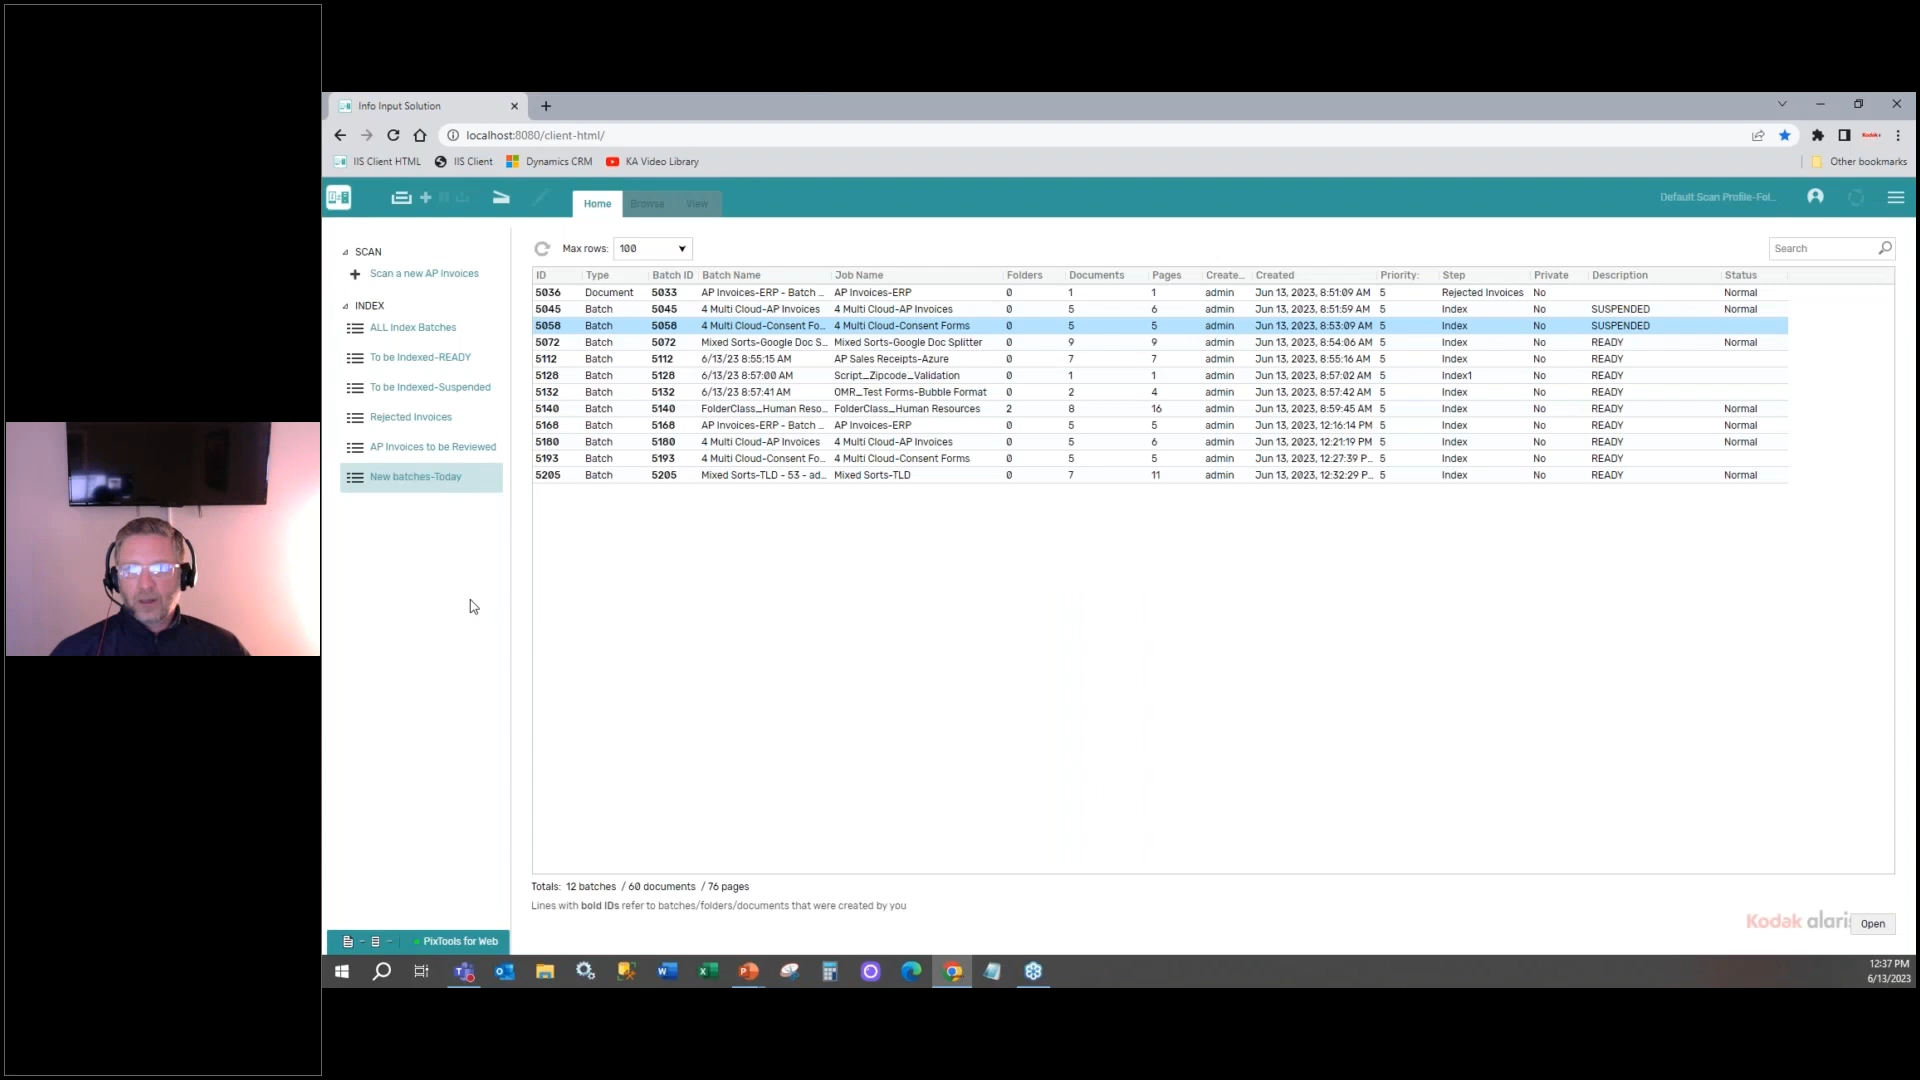 Info Input Solution
localhost:8080/client-html/
IIS Client HTML IIS Client Dynamics CRM KA Video Library Other bookmarks
Home Browse View Default Scan Profile-Fol...
SCAN
Scan a new AP Invoices
INDEX
ALL Index Batches
To be Indexed-READY
To be Indexed-Suspended
Rejected Invoices
AP Invoices to be Reviewed
New batches-Today
Max rows: 100 Search
ID Type Batch ID Batch Name Job Name Folders Documents Pages Create... Created Priority: Step Private Description Status
5036 Document 5033 AP Invoices-ERP - Batch ... AP Invoices-ERP 0 1 1 admin Jun 13, 2023, 8:51:09 AM 5 Rejected Invoices No Normal
5045 Batch 5045 4 Multi Cloud-AP Invoices 4 Multi Cloud-AP Invoices 0 5 6 admin Jun 13, 2023, 8:51:59 AM 5 Index No SUSPENDED Normal
5058 Batch 5058 4 Multi Cloud-Consent Fo... 4 Multi Cloud-Consent Forms 0 5 5 admin Jun 13, 2023, 8:53:09 AM 5 Index No SUSPENDED
5072 Batch 5072 Mixed Sorts-Google Doc S... Mixed Sorts-Google Doc Splitter 0 9 9 admin Jun 13, 2023, 8:54:06 AM 5 Index No READY Normal
5112 Batch 5112 6/13/23 8:55:15 AM AP Sales Receipts-Azure 0 7 7 admin Jun 13, 2023, 8:55:16 AM 5 Index No READY
5128 Batch 5128 6/13/23 8:57:00 AM Script_Zipcode_Validation 0 1 1 admin Jun 13, 2023, 8:57:02 AM 5 Index1 No READY
5132 Batch 5132 6/13/23 8:57:41 AM OMR_Test Forms-Bubble Format 0 2 4 admin Jun 13, 2023, 8:57:42 AM 5 Index No READY
5140 Batch 5140 FolderClass_Human Reso... FolderClass_Human Resources 2 8 16 admin Jun 13, 2023, 8:59:45 AM 5 Index No READY Normal
5168 Batch 5168 AP Invoices-ERP - Batch ... AP Invoices-ERP 0 5 5 admin Jun 13, 2023, 12:16:14 PM 5 Index No READY Normal
5180 Batch 5180 4 Multi Cloud-AP Invoices 4 Multi Cloud-AP Invoices 0 5 6 admin Jun 13, 2023, 12:21:19 PM 5 Index No READY Normal
5193 Batch 5193 4 Multi Cloud-Consent Fo... 4 Multi Cloud-Consent Forms 0 5 5 admin Jun 13, 2023, 12:27:39 P... 5 Index No READY
5205 Batch 5205 Mixed Sorts-TLD - 53 - ad... Mixed Sorts-TLD 0 7 11 admin Jun 13, 2023, 12:32:29 P... 5 Index No READY Normal
Totals: 12 batches / 60 documents / 76 pages
Lines with bold IDs refer to batches/folders/documents that were created by you
Kodak alaris Open
PixTools for Web
12:37 PM
6/13/2023